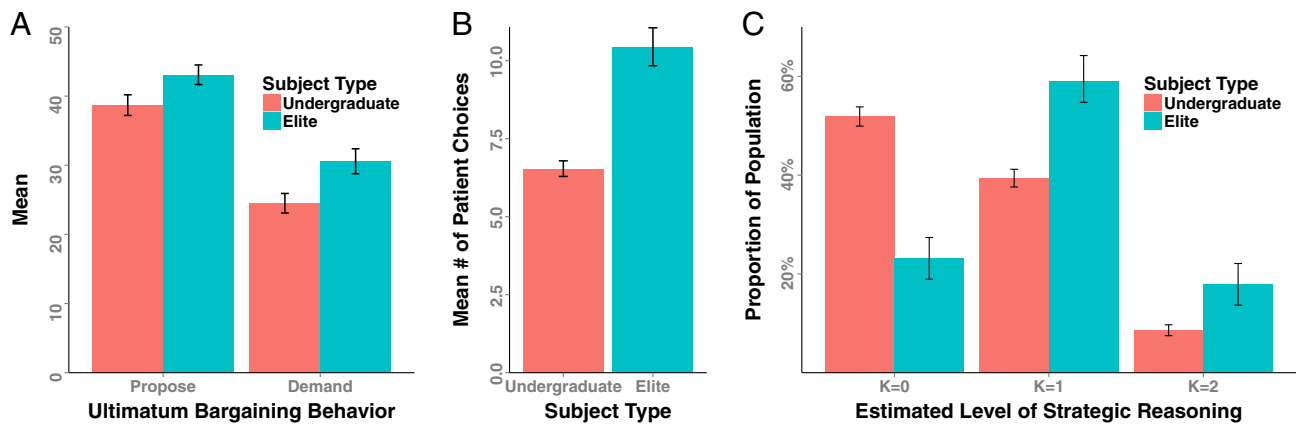 A
Mean
50
40
30
20
10
0
Subject Type
Undergraduate
Elite
Propose
Demand
Ultimatum Bargaining Behavior
B
Mean # of Patient Choices
10.0
7.5
5.0
2.5
0.0
Undergraduate
Elite
Subject Type
C
Proportion of Population
60%
40%
20%
Subject Type
Undergraduate
Elite
K=0
K=1
K=2
Estimated Level of Strategic Reasoning